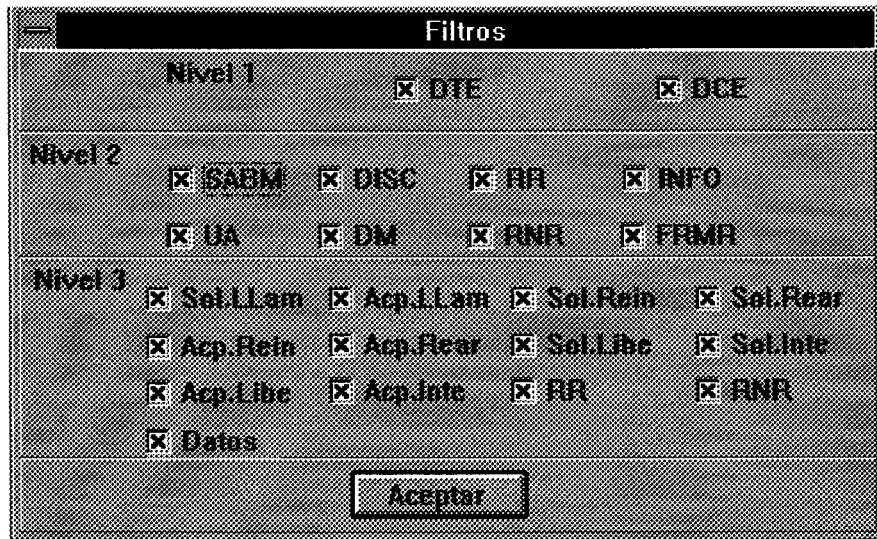 Filtros
Nivel 1
DTE DCE
Nivel 2
SABM DISC RR INFO
UA DM RNR FRMR
Nivel 3
Sol.LLam Acp.LLam Sol.Rein Sol.Rear
Acp.Rein Acp.Rear Sol.Libe Sol.Inte
Acp.Libe Acp.Inte RR RNR
Datos
Aceptar